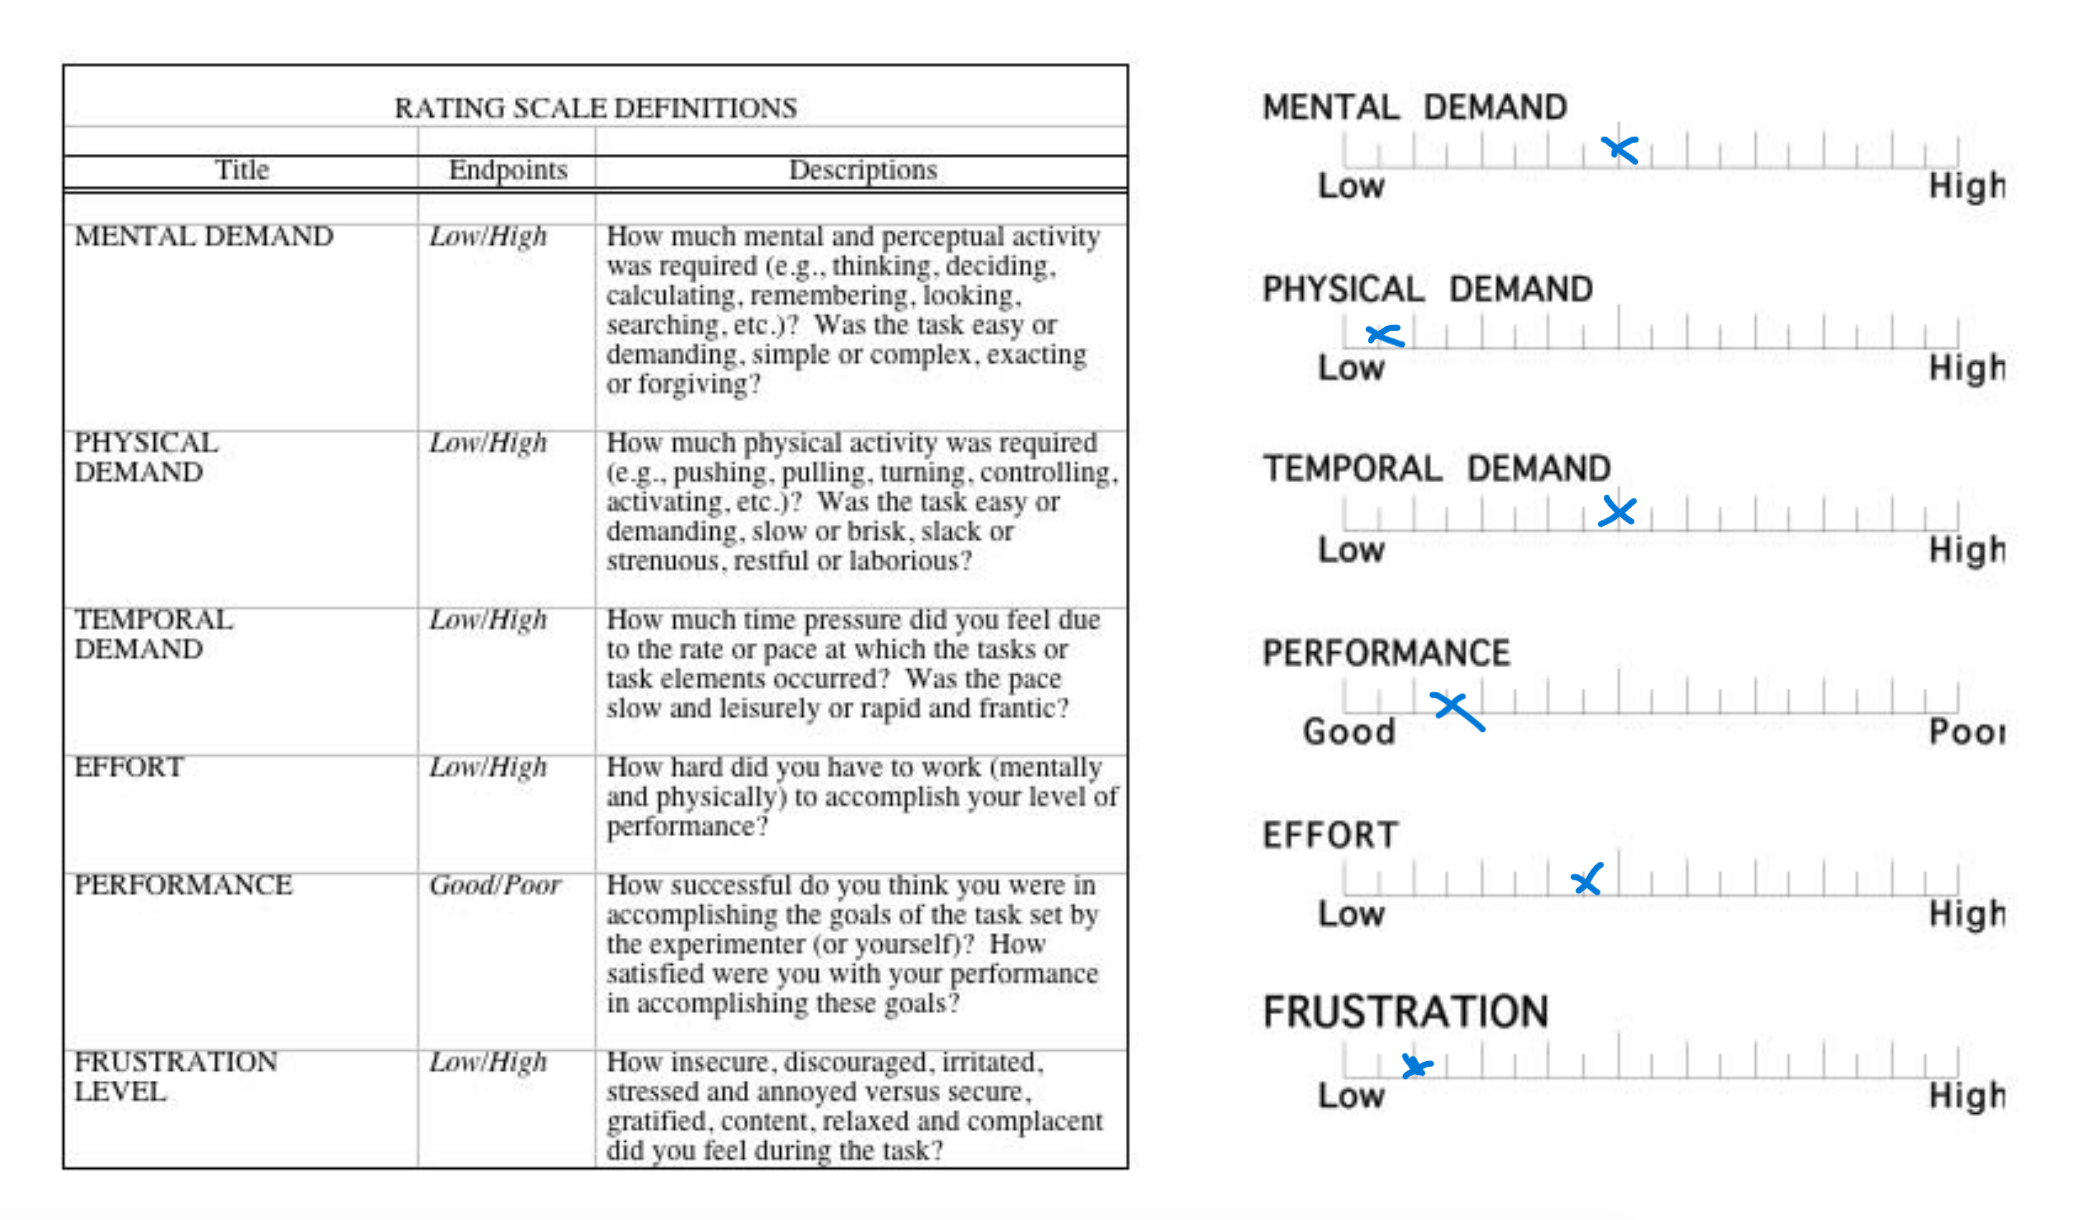 RATING SCALE DEFINITIONS
Title Endpoints Descriptions
MENTAL DEMAND Low/High How much mental and perceptual activity
was required (e.g., thinking, deciding,
calculating, remembering, looking,
searching, etc.)? Was the task easy or
demanding, simple or complex, exacting
or forgiving?
PHYSICAL Low/High How much physical activity was required
DEMAND (e.g., pushing, pulling, turning, controlling,
activating, etc.)? Was the task easy or
demanding, slow or brisk, slack or
strenuous, restful or laborious?
TEMPORAL Low/High How much time pressure did you feel due
DEMAND to the rate or pace at which the tasks or
task elements occurred? Was the pace
slow and leisurely or rapid and frantic?
EFFORT Low/High How hard did you have to work (mentally
and physically) to accomplish your level of
performance?
PERFORMANCE Good/Poor How successful do you think you were in
accomplishing the goals of the task set by
the experimenter (or yourself)? How
satisfied were you with your performance
in accomplishing these goals?
FRUSTRATION Low/High How insecure, discouraged, irritated,
LEVEL stressed and annoyed versus secure,
gratified, content, relaxed and complacent
did you feel during the task?
MENTAL DEMAND
Low High
PHYSICAL DEMAND
Low High
TEMPORAL DEMAND
Low High
PERFORMANCE
Good Poor
EFFORT
Low High
FRUSTRATION
Low High